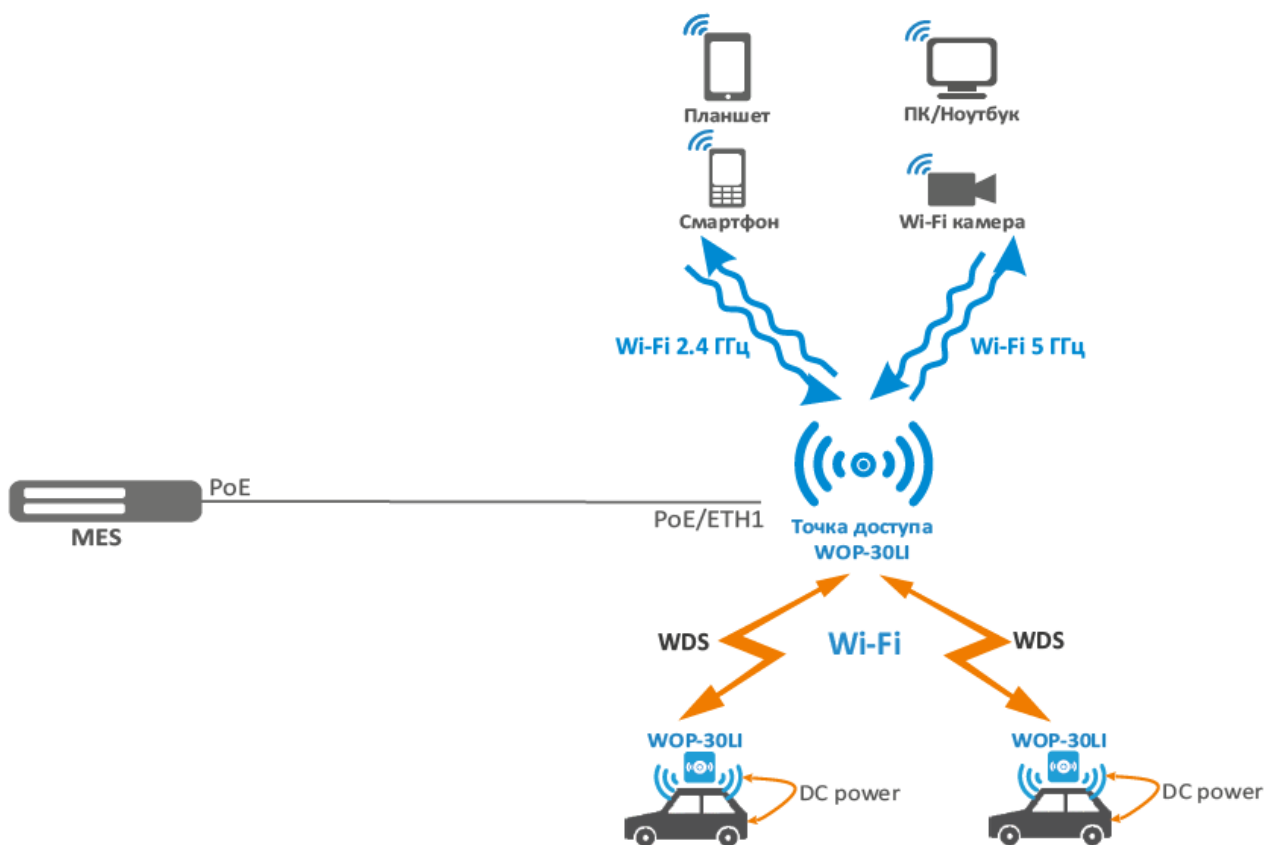 Планшет
ПК/Ноутбук
Смартфон
Wi-Fi камера
Wi-Fi 2.4 ГГц
Wi-Fi 5 ГГц
PoE
MES
PoE/ETH1
Точка доступа
WOP-30LI
WDS
Wi-Fi
WDS
WOP-30LI
WOP-30LI
DC power
DC power